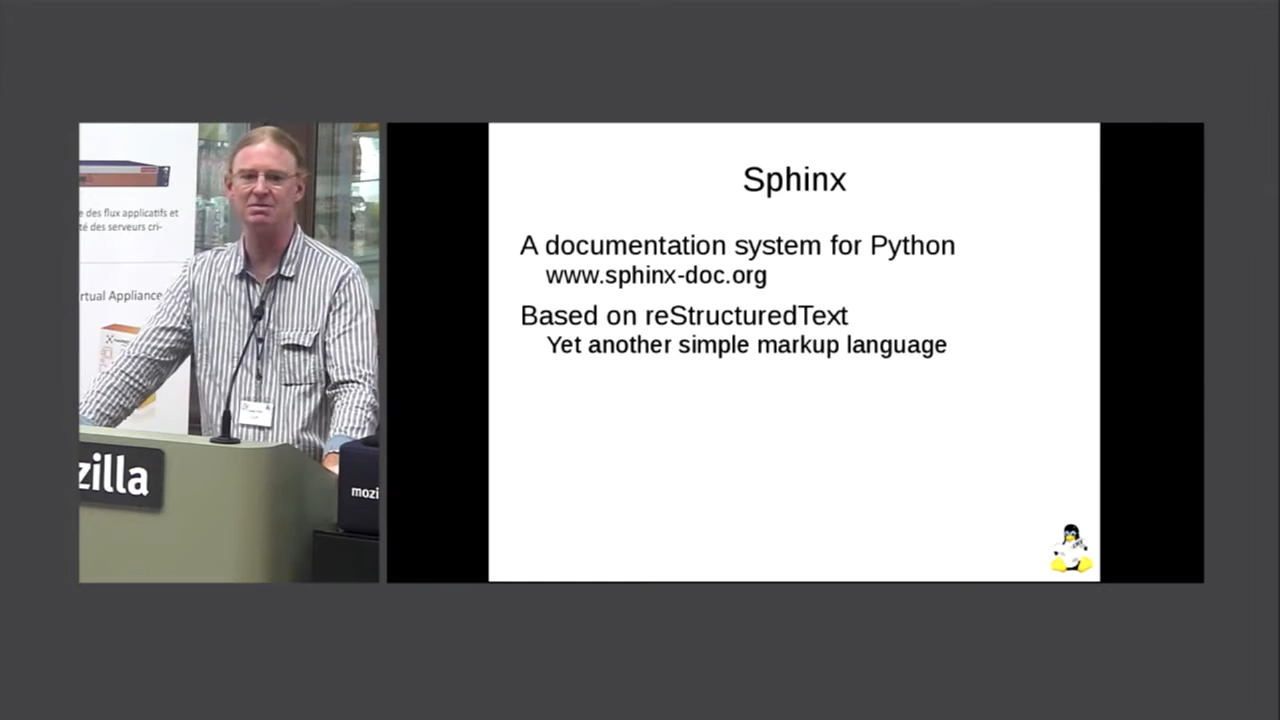 e des flux applicatifs et
té des serveurs cri-
rtual Appliance
zilla
mozi
Sphinx
A documentation system for Python
www.sphinx-doc.org
Based on reStructuredText
Yet another simple markup language